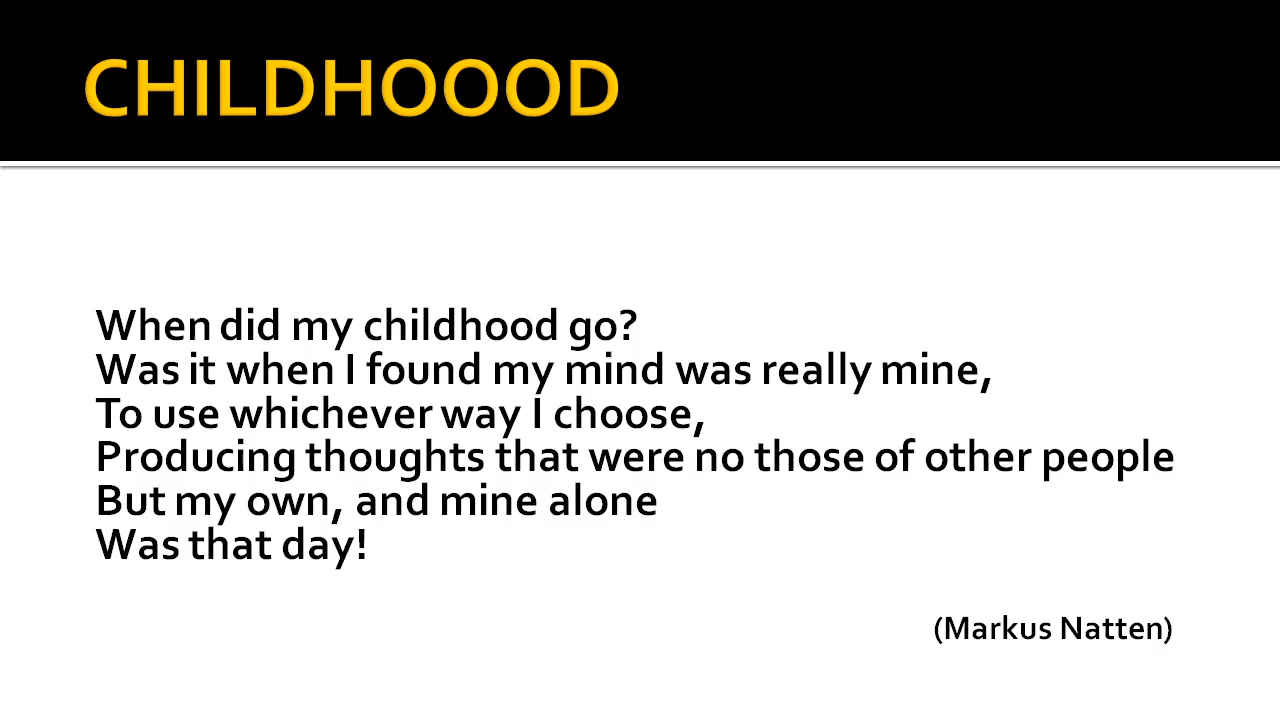 CHILDHOOOD
When did my childhood go?
Was it when I found my mind was really mine,
To use whichever way I choose,
Producing thoughts that were no those of other people
But my own, and mine alone
Was that day!
(Markus Natten)